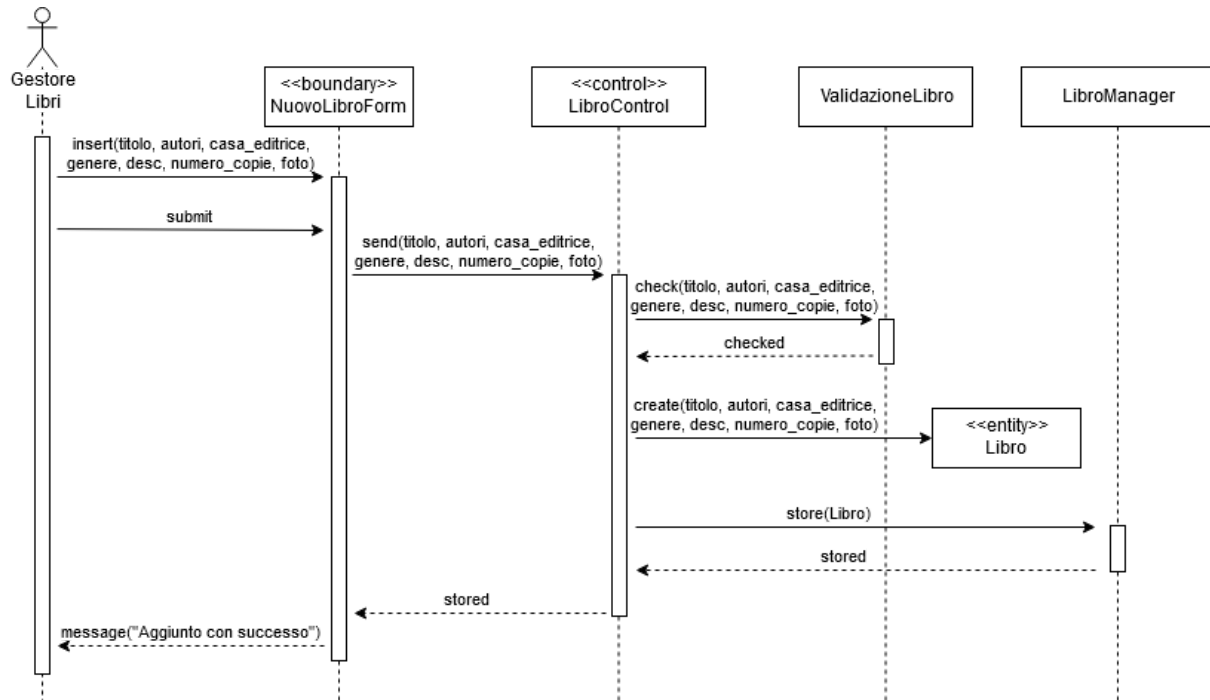 Gestore
Libri
<<boundary>>
NuovoLibroForm
<<control>>
LibroControl
ValidazioneLibro
LibroManager
insert(titolo, autori, casa_editrice,
genere, desc, numero_copie, foto)
submit
send(titolo, autori, casa_editrice,
genere, desc, numero_copie, foto)
check(titolo, autori, casa_editrice,
genere, desc, numero_copie, foto)
checked
create(titolo, autori, casa_editrice,
genere, desc, numero_copie, foto)
<<entity>>
Libro
store(Libro)
stored
stored
message("Aggiunto con successo")